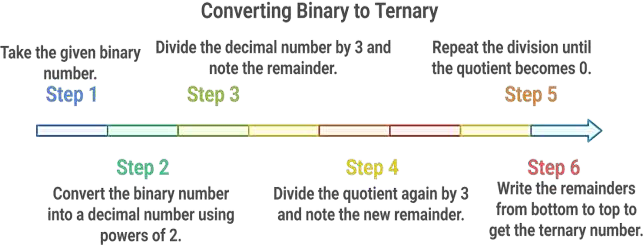 Converting Binary to Ternary
Take the given binary
number.
Step 1
Divide the decimal number by 3 and
note the remainder.
Step 3
Repeat the division until
the quotient becomes 0.
Step 5
Step 2
Convert the binary number
into a decimal number using
powers of 2.
Step 4
Divide the quotient again by 3
and note the new remainder.
Step 6
Write the remainders
from bottom to top to
get the ternary number.